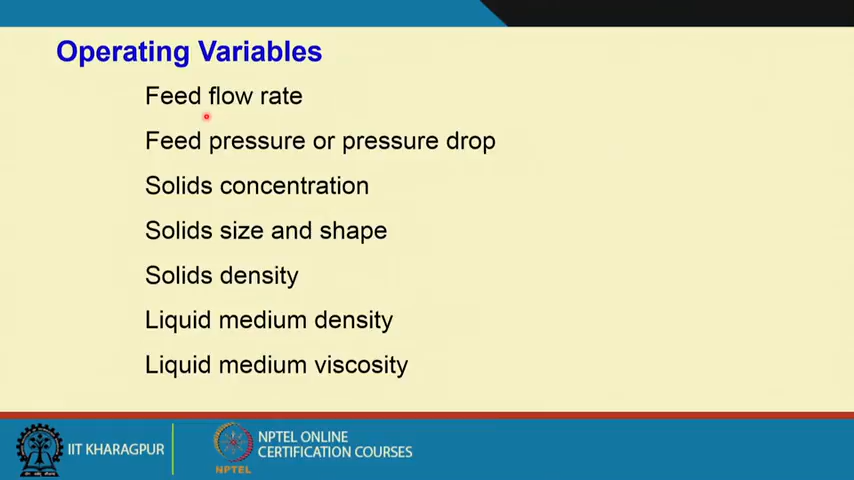 Operating Variables
Feed flow rate
Feed pressure or pressure drop
Solids concentration
Solids size and shape
Solids density
Liquid medium density
Liquid medium viscosity
IIT KHARAGPUR
NPTEL
NPTEL ONLINE
CERTIFICATION COURSES